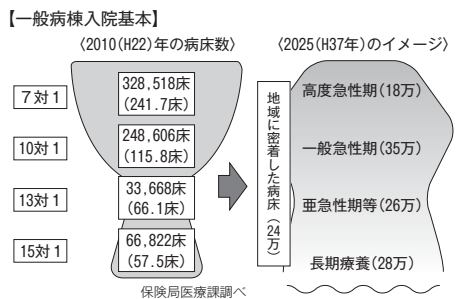 【一般病棟入院基本】
〈2010(H22)年の病床数〉
〈2025(H37年)のイメージ〉
7対1
328,518床
(241.7床)
10対1
248,606床
(115.8床)
13対1
33,668床
(66.1床)
15対1
66,822床
(57.5床)
保険局医療課調べ
地域に密着した病床(24万)
高度急性期(18万)
一般急性期(35万)
亜急性期等(26万)
長期療養(28万)